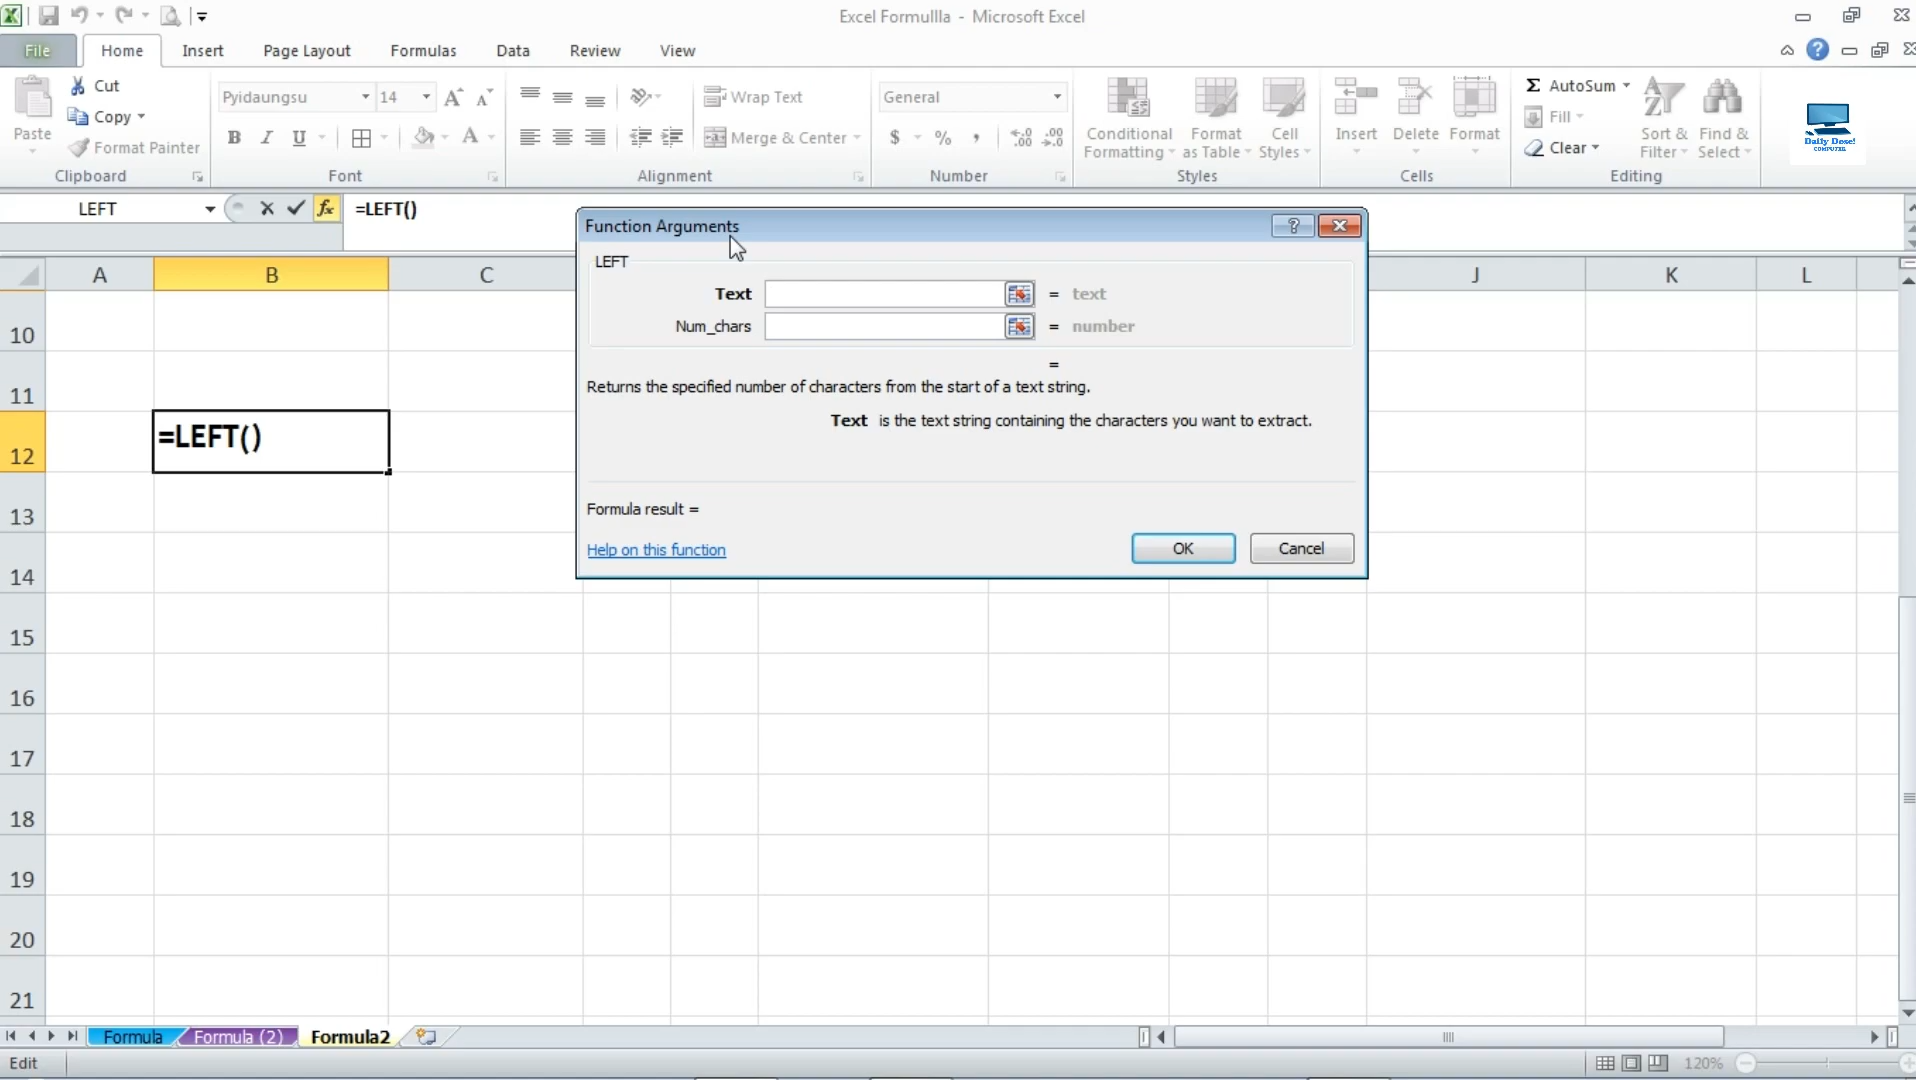 Excel Formullla - Microsoft Excel
File Home Insert Page Layout Formulas Data Review View
Paste
Cut
Copy
Format Painter
Clipboard
Pyidaungsu 14
B I U
Font
Wrap Text
Merge & Center
Alignment
General
$ % ,
Number
Conditional Formatting
Format as Table
Cell Styles
Styles
Insert Delete Format
Cells
AutoSum
Fill
Clear
Sort & Filter
Find & Select
Editing
Daily Dose!
COMPUTER
LEFT fx =LEFT()
Function Arguments
LEFT
Text = text
Num_chars = number
=
Returns the specified number of characters from the start of a text string.
Text is the text string containing the characters you want to extract.
Formula result =
Help on this function OK Cancel
A B C J K L
10
11
12 =LEFT()
13
14
15
16
17
18
19
20
21
Formula Formula (2) Formula2
Edit 120%